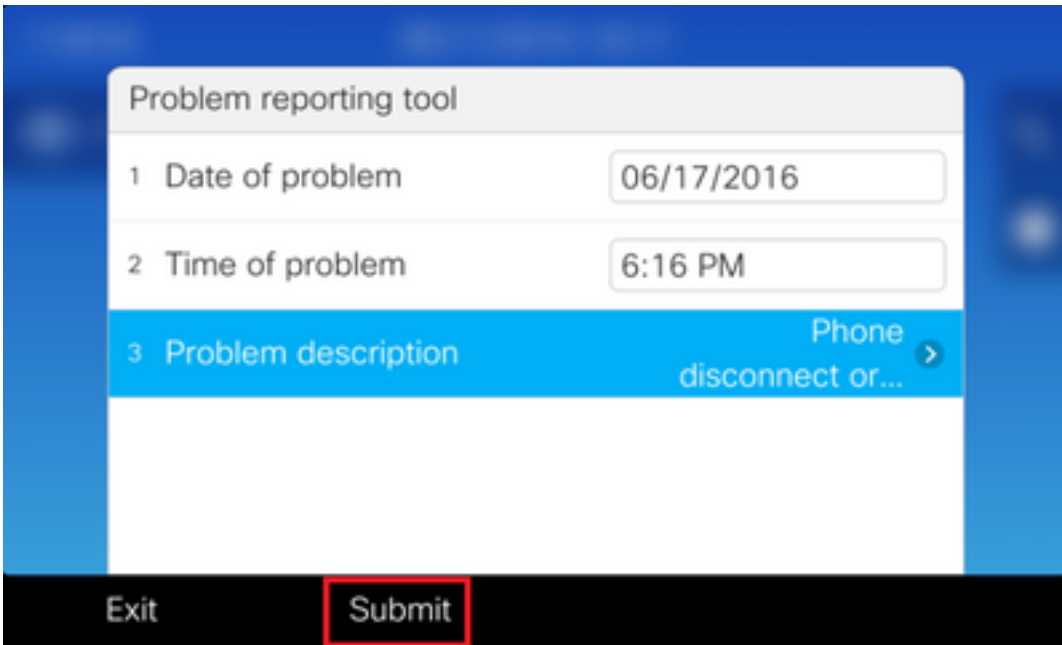 Problem reporting tool
1 Date of problem 06/17/2016
2 Time of problem 6:16 PM
3 Problem description Phone
disconnect or...
Exit Submit